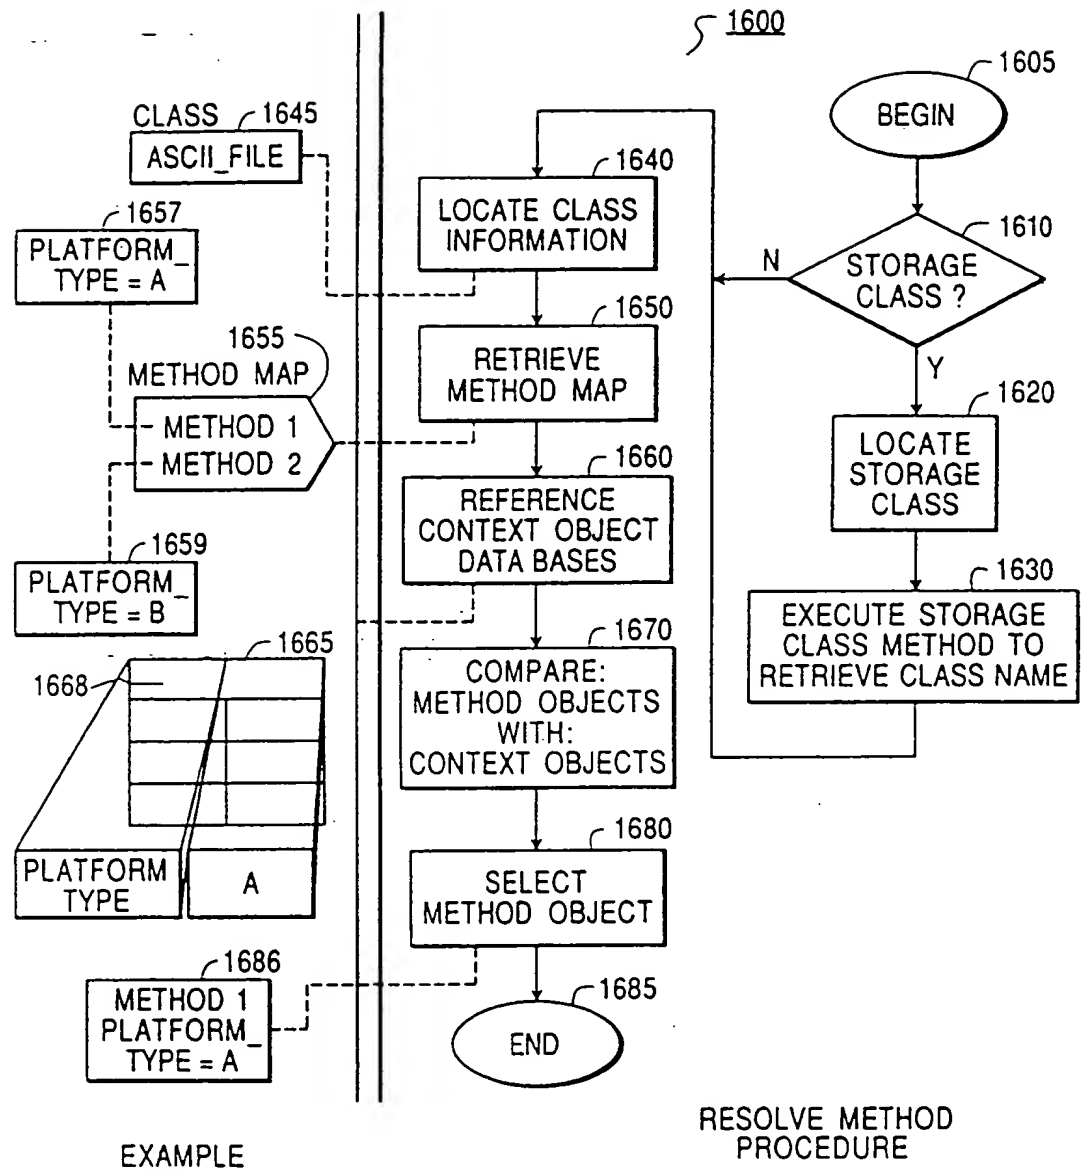 1600
1605
BEGIN
CLASS
1645
ASCII_FILE
1640
LOCATE CLASS
INFORMATION
1657
PLATFORM_
TYPE = A
1610
N
STORAGE
CLASS ?
Y
1650
RETRIEVE
METHOD MAP
1655
METHOD MAP
METHOD 1
METHOD 2
1620
LOCATE
STORAGE
CLASS
1660
REFERENCE
CONTEXT OBJECT
DATA BASES
1659
PLATFORM_
TYPE = B
1630
EXECUTE STORAGE
CLASS METHOD TO
RETRIEVE CLASS NAME
1665
1668
1670
COMPARE:
METHOD OBJECTS
WITH:
CONTEXT OBJECTS
PLATFORM
TYPE
A
1680
SELECT
METHOD OBJECT
1686
METHOD 1
PLATFORM_
TYPE = A
1685
END
EXAMPLE
RESOLVE METHOD
PROCEDURE